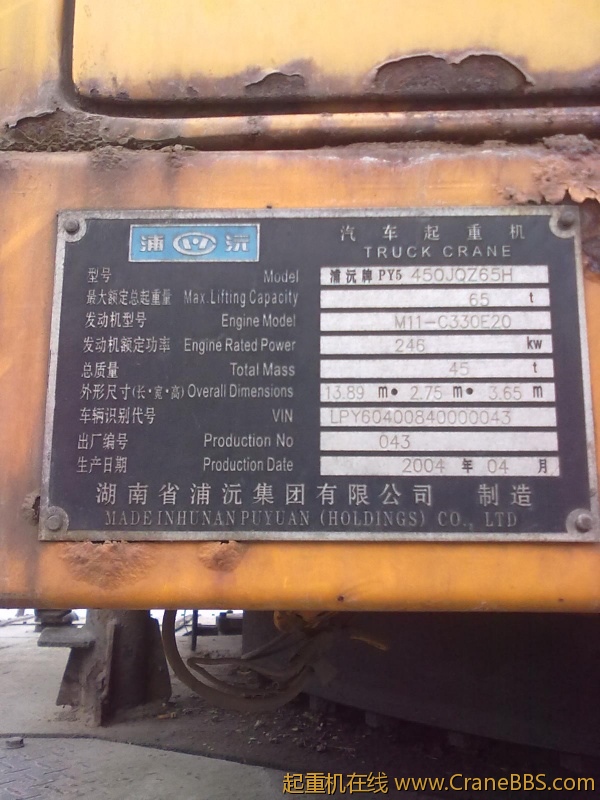 浦沅
汽车起重机
TRUCK CRANE
型号 Model 浦沅牌 PY5 450JQZ65H
最大额定总起重量 Max. Lifting Capacity 65 t
发动机型号 Engine Model M11-C330E20
发动机额定功率 Engine Rated Power 246 kw
总质量 Total Mass 45 t
外形尺寸(长·宽·高) Overall Dimensions 13.89 m• 2.75 m• 3.65 m
车辆识别代号 VIN LPY60400840000043
出厂编号 Production No 043
生产日期 Production Date 2004 年 04 月
湖南省浦沅集团有限公司 制造
MADE IN HUNAN PUYUAN (HOLDINGS) CO., LTD
起重机在线 www.CraneBBS.com